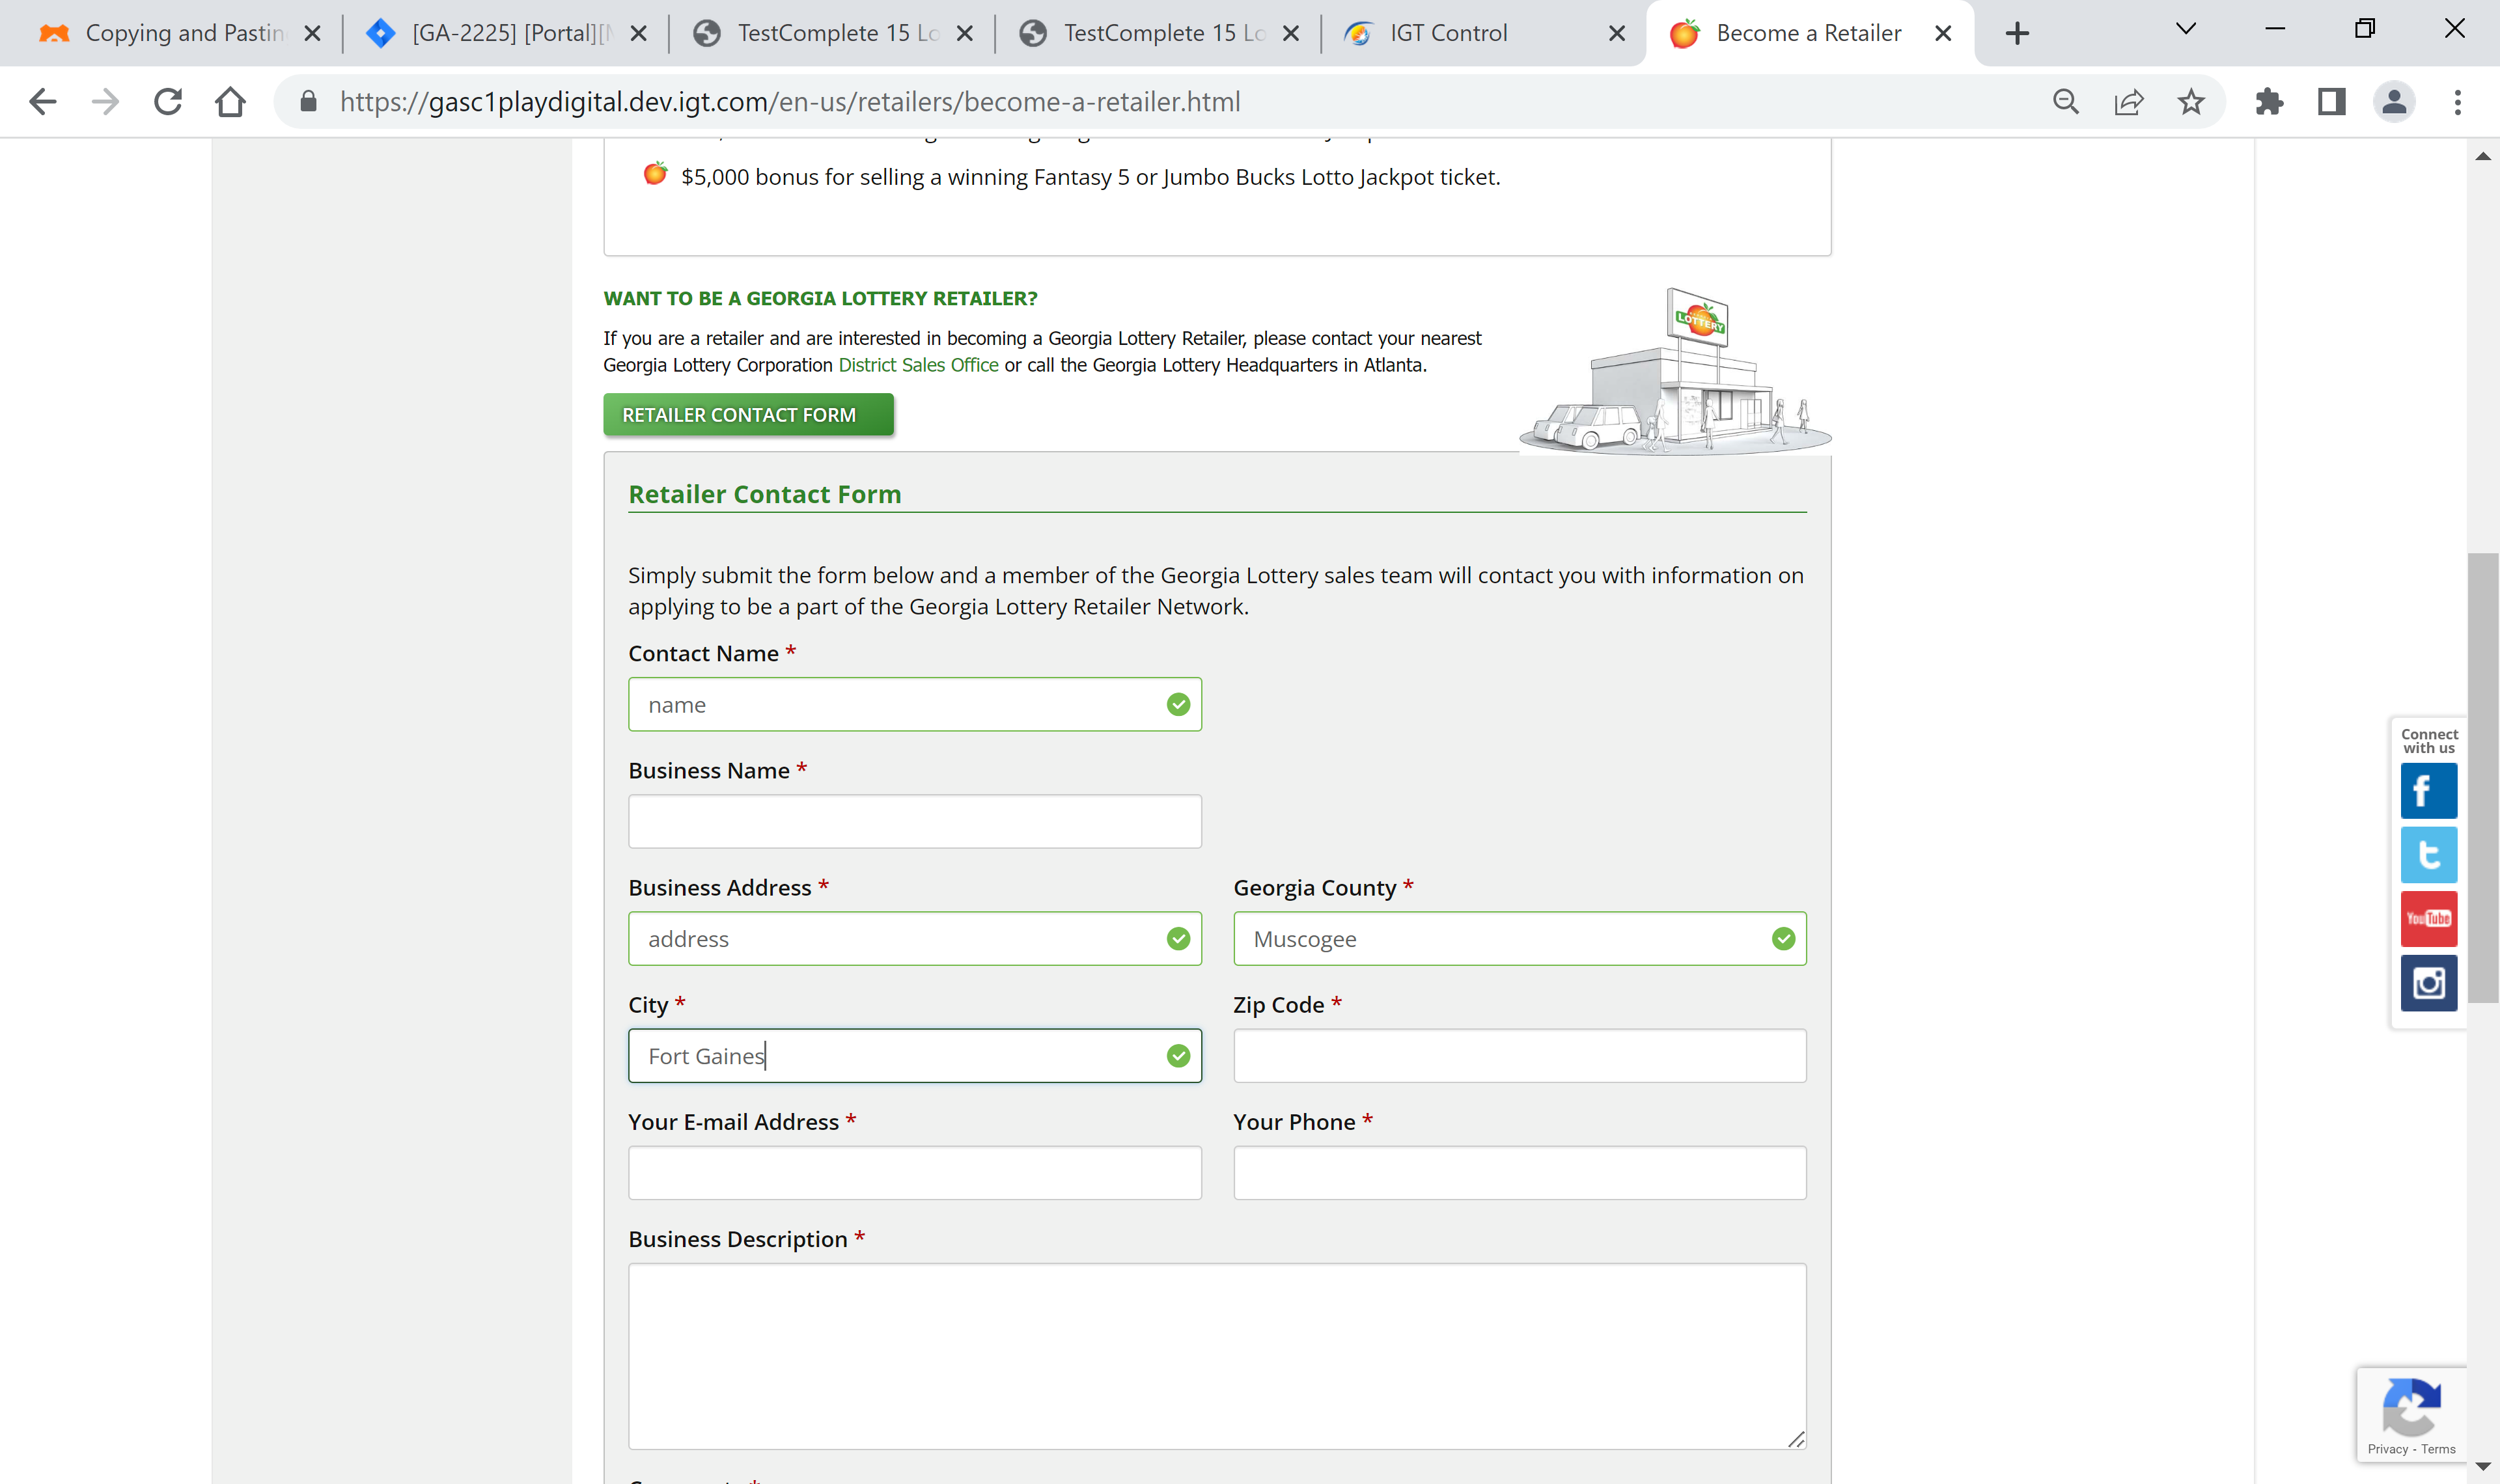 Copying and Pastin
[GA-2225] [Portal][
TestComplete 15 Lo
TestComplete 15 Lo
IGT Control
Become a Retailer
https://gasc1playdigital.dev.igt.com/en-us/retailers/become-a-retailer.html
$5,000 bonus for selling a winning Fantasy 5 or Jumbo Bucks Lotto Jackpot ticket.
WANT TO BE A GEORGIA LOTTERY RETAILER?
If you are a retailer and are interested in becoming a Georgia Lottery Retailer, please contact your nearest
Georgia Lottery Corporation District Sales Office or call the Georgia Lottery Headquarters in Atlanta.
LOTTERY
RETAILER CONTACT FORM
Retailer Contact Form
Simply submit the form below and a member of the Georgia Lottery sales team will contact you with information on
applying to be a part of the Georgia Lottery Retailer Network.
Contact Name *
name
Business Name *
Business Address *
Georgia County *
address
Muscogee
City *
Zip Code *
Fort Gaines
Your E-mail Address *
Your Phone *
Business Description *
Connect
with us
YouTube
Privacy - Terms